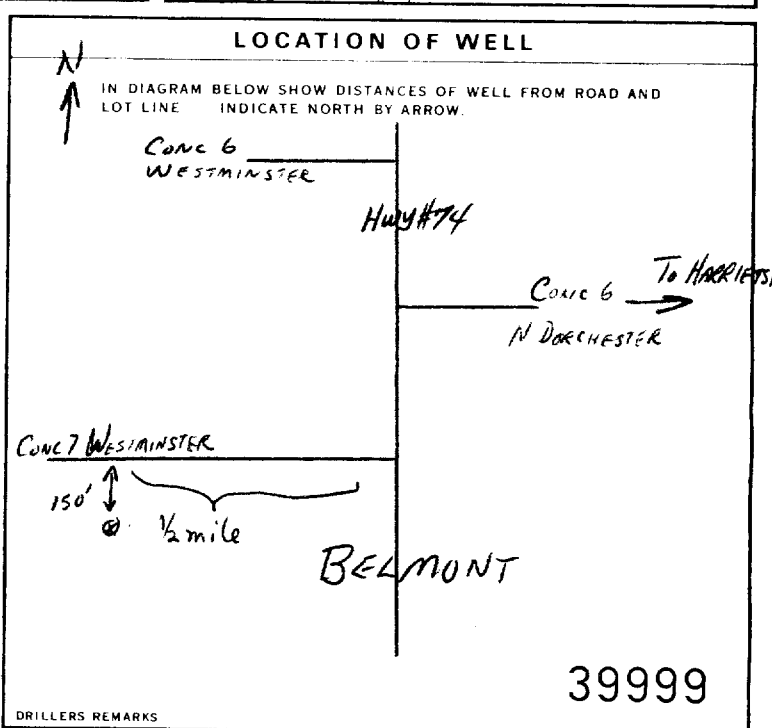 LOCATION OF WELL
N
IN DIAGRAM BELOW SHOW DISTANCES OF WELL FROM ROAD AND
LOT LINE INDICATE NORTH BY ARROW.
CONC 6
WESTMINSTER
Hwy#74
CONC 6
To HARRIETS
N DORCHESTER
CONC 7 WESTMINSTER
150'
½ mile
BELMONT
39999
DRILLERS REMARKS